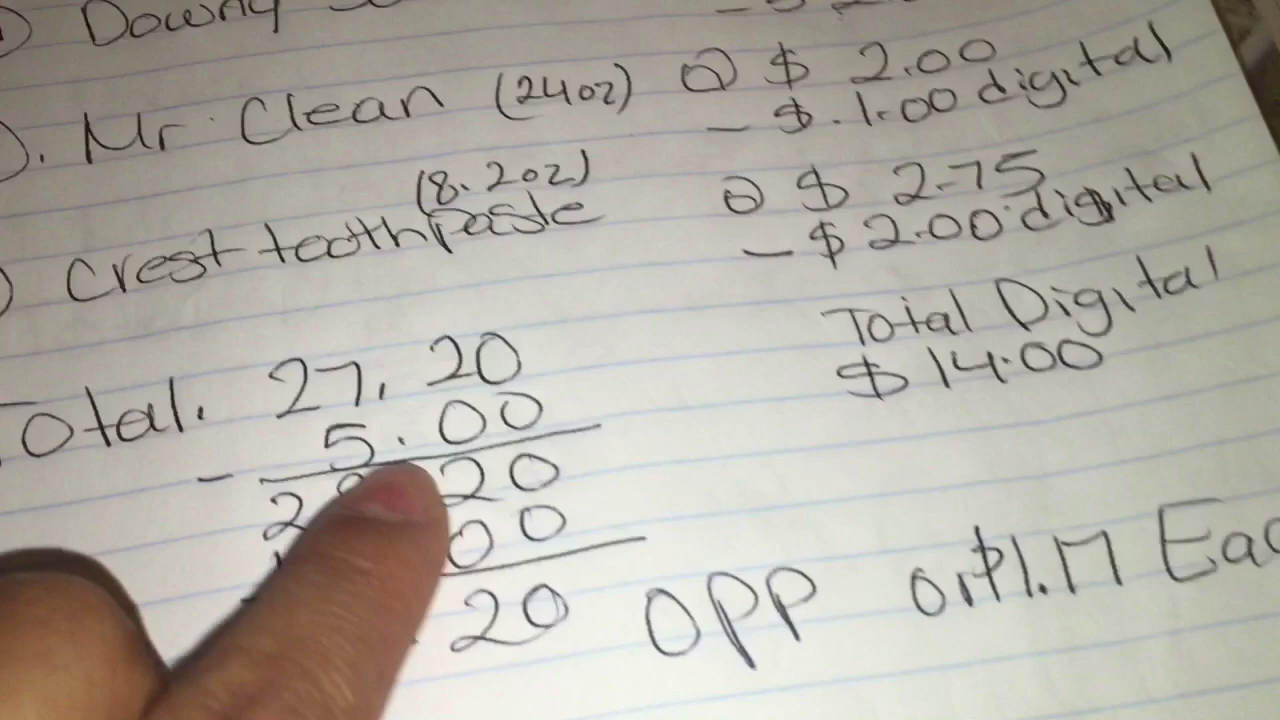 Downy
Mr. Clean (24oz) @ $ 2.00
- $ 1.00 digital
(8.2oz)
Crest toothpaste @ $ 2.75
- $ 2.00 digital
Total Digital
$ 14.00
Total. 27.20
5.00
-
20
00
20 OPP or $1.17 Eac